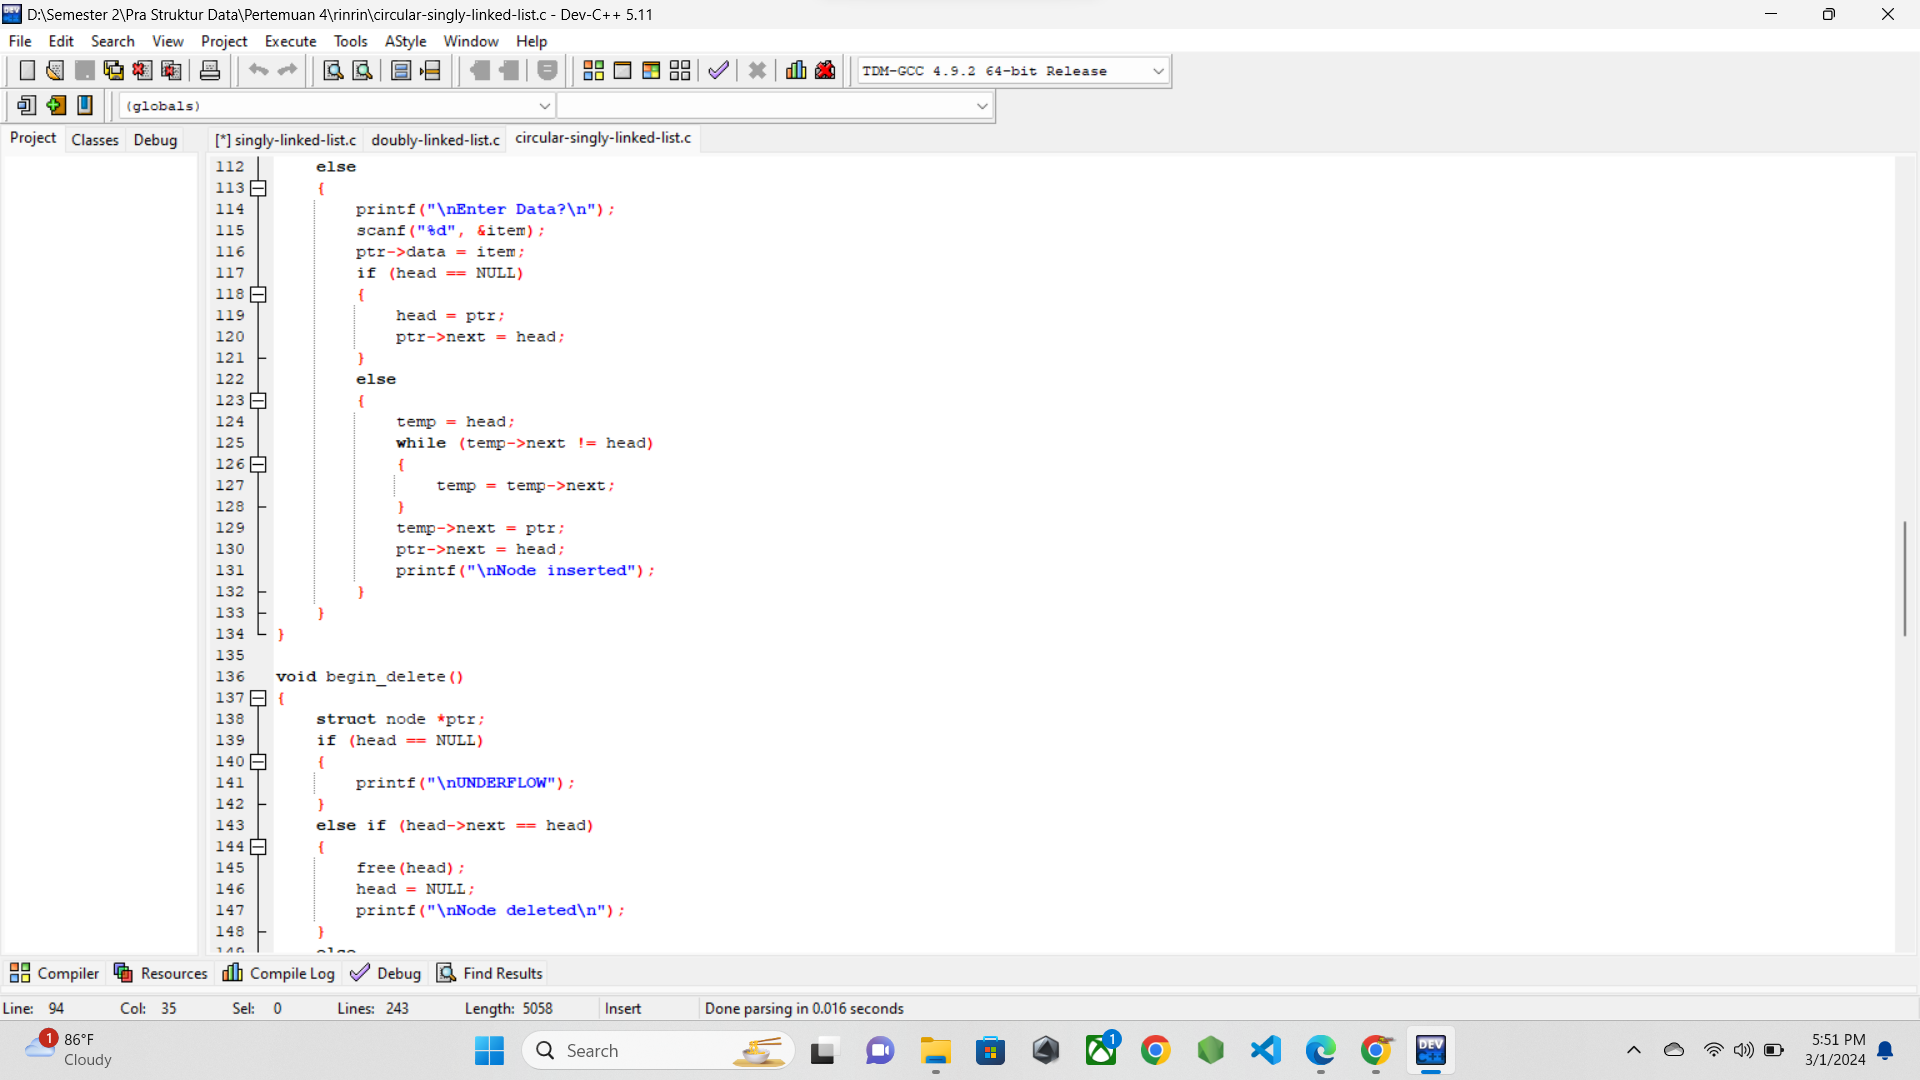 D:\Semester 2\Pra Struktur Data\Pertemuan 4\rinrin\circular-singly-linked-list.c - Dev-C++ 5.11
File Edit Search View Project Execute Tools AStyle Window Help
TDM-GCC 4.9.2 64-bit Release
(globals)
Project Classes Debug [*] singly-linked-list.c doubly-linked-list.c circular-singly-linked-list.c
112 else
113 {
114 printf("\nEnter Data?\n");
115 scanf("%d", &item);
116 ptr->data = item;
117 if (head == NULL)
118 {
119 head = ptr;
120 ptr->next = head;
121 }
122 else
123 {
124 temp = head;
125 while (temp->next != head)
126 {
127 temp = temp->next;
128 }
129 temp->next = ptr;
130 ptr->next = head;
131 printf("\nNode inserted");
132 }
133 }
134 }
135
136 void begin_delete()
137 {
138 struct node *ptr;
139 if (head == NULL)
140 {
141 printf("\nUNDERFLOW");
142 }
143 else if (head->next == head)
144 {
145 free(head);
146 head = NULL;
147 printf("\nNode deleted\n");
148 }
149 else
Compiler Resources Compile Log Debug Find Results
Line: 94 Col: 35 Sel: 0 Lines: 243 Length: 5058 Insert Done parsing in 0.016 seconds
1 86°F
Cloudy
Search
1
DEV C++
5:51 PM
3/1/2024